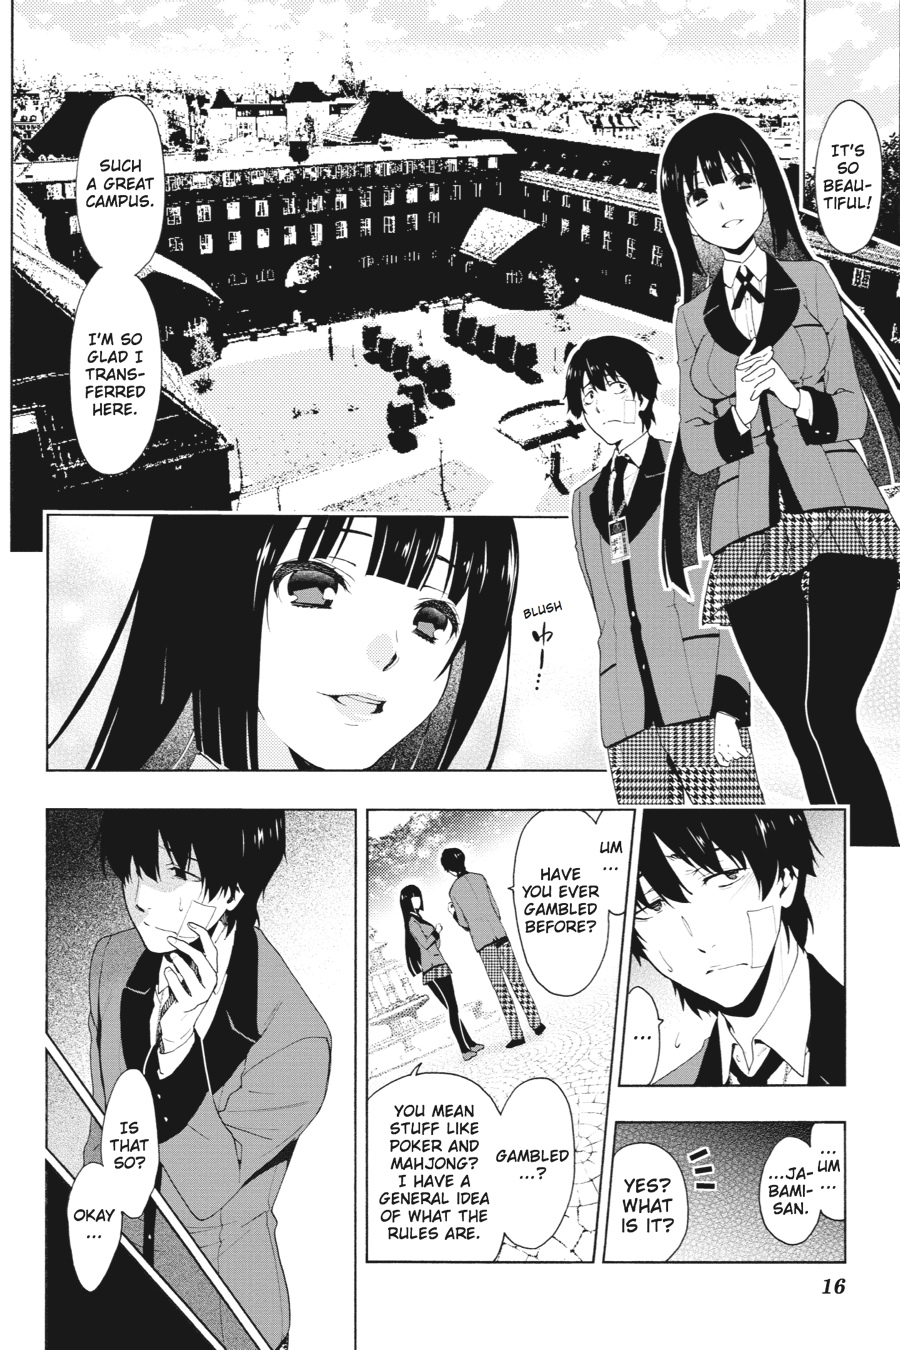 IT'S
SO
BEAU-
TIFUL!
SUCH
A GREAT
CAMPUS.
I'M SO
GLAD I
TRANS-
FERRED
HERE.
BLUSH
ゆ
ー
…
...
...
UM
...
...JA-
BAMI-
SAN.
YES?
WHAT
IS IT?
UM
...
HAVE
YOU EVER
GAMBLED
BEFORE?
GAMBLED
...?
YOU MEAN
STUFF LIKE
POKER AND
MAHJONG?
I HAVE A
GENERAL IDEA
OF WHAT THE
RULES ARE.
IS
THAT
SO?
OKAY
...
16